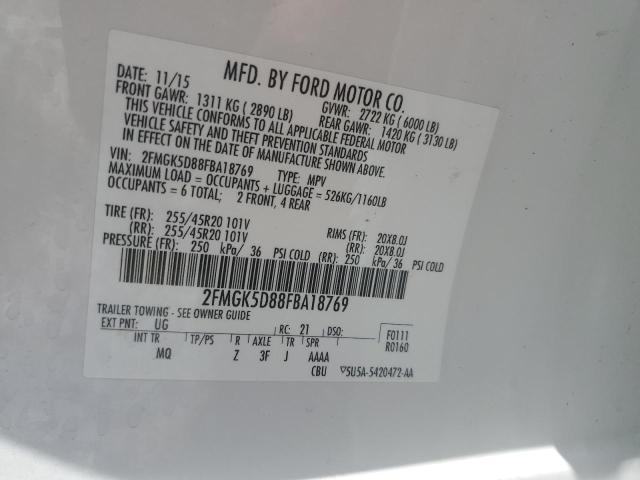 MFD. BY FORD MOTOR CO.
DATE: 11/15 GVWR: 2722 KG ( 6000 LB)
FRONT GAWR: 1311 KG ( 2890 LB) REAR GAWR: 1420 KG ( 3130 LB)
THIS VEHICLE CONFORMS TO ALL APPLICABLE FEDERAL MOTOR
VEHICLE SAFETY AND THEFT PREVENTION STANDARDS
IN EFFECT ON THE DATE OF MANUFACTURE SHOWN ABOVE.
VIN: 2FMGK5D88FBA18769 TYPE: MPV
MAXIMUM LOAD = OCCUPANTS + LUGGAGE = 526KG/1160LB
OCCUPANTS = 6 TOTAL; 2 FRONT, 4 REAR
TIRE (FR): 255/45R20 101V RIMS (FR): 20X8.0J
(RR): 255/45R20 101V (RR): 20X8.0J
PRESSURE (FR): 250 kPa/ 36 PSI COLD (RR): 250 kPa/ 36 PSI COLD
2FMGK5D88FBA18769
TRAILER TOWING - SEE OWNER GUIDE
EXT PNT: UG RC: 21 DSO: F0111
R0160
INT TR TP/PS R AXLE TR SPR
MQ Z 3F J AAAA
CBU 5U5A-5420472-AA